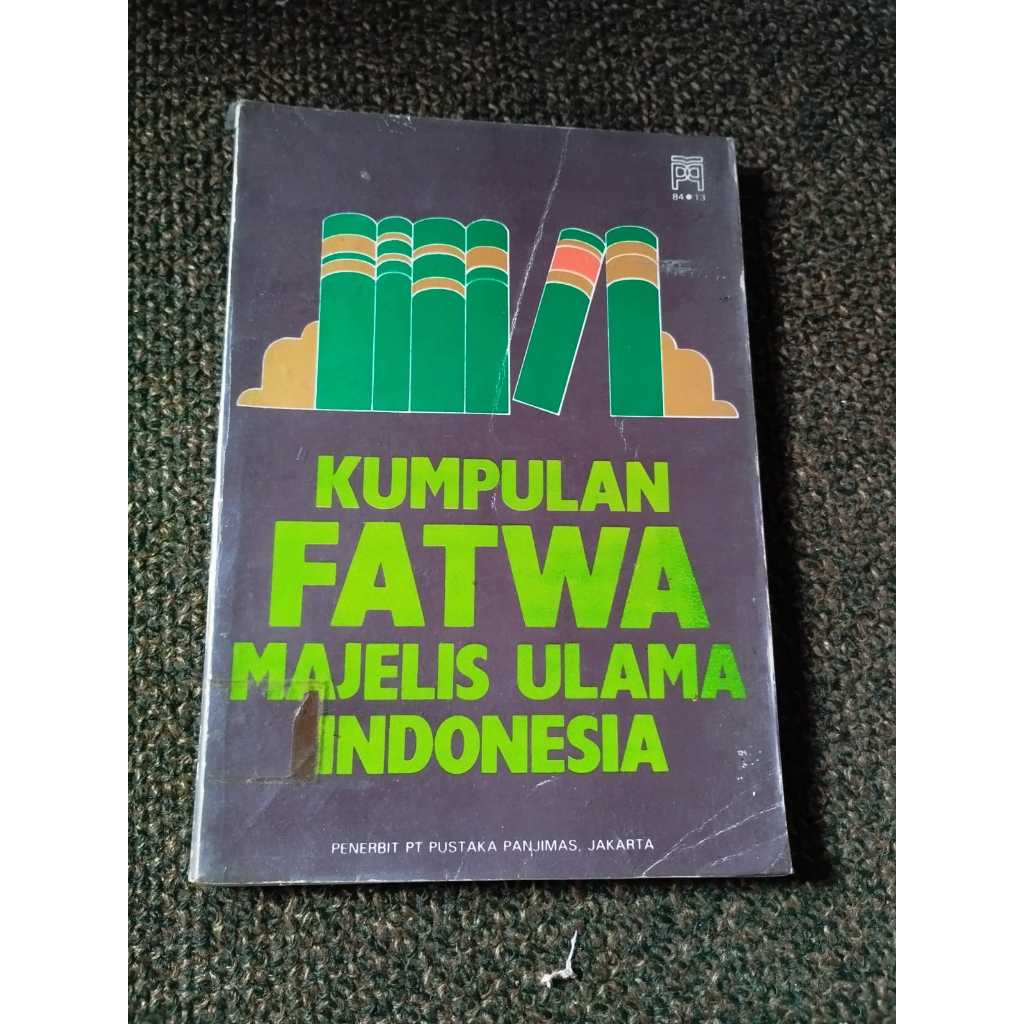 84 ● 13
KUMPULAN
FATWA
MAJELIS ULAMA
INDONESIA
PENERBIT PT PUSTAKA PANJIMAS, JAKARTA